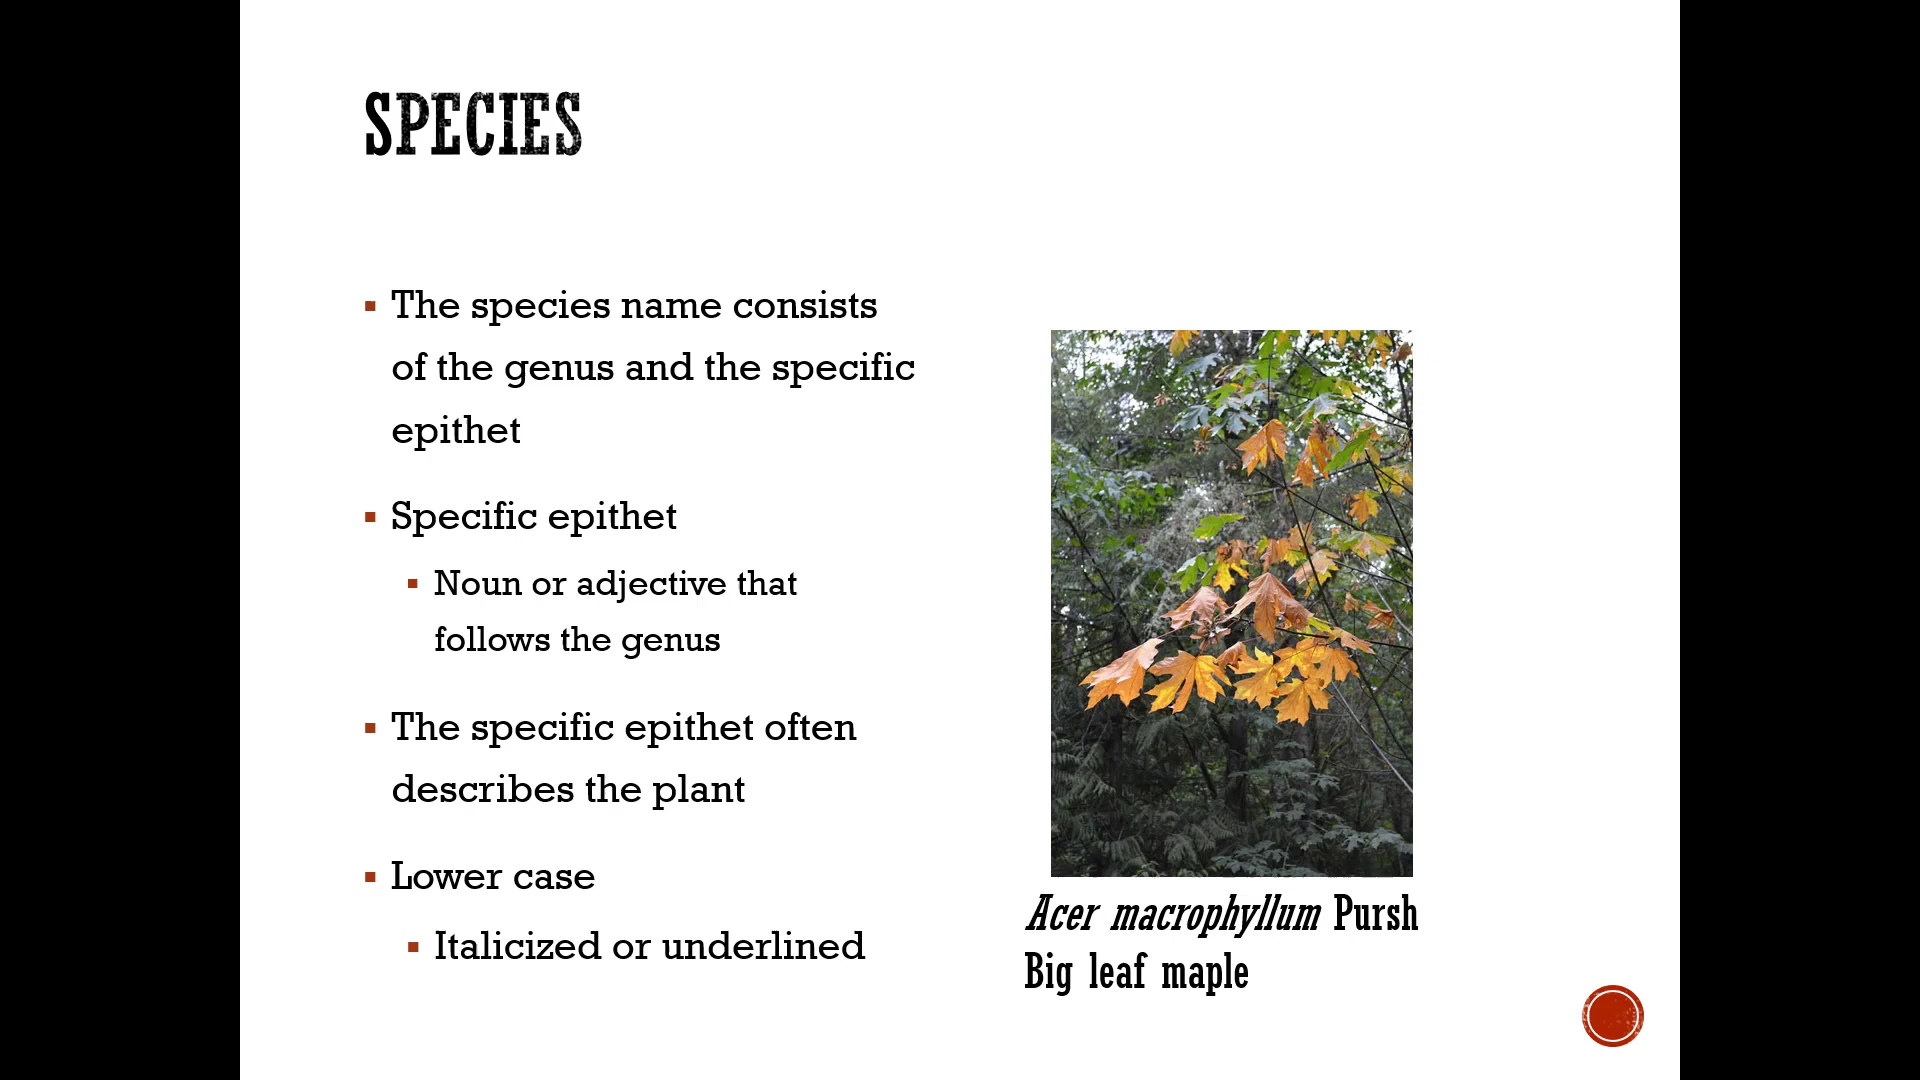 SPECIES
▪ The species name consists
of the genus and the specific
epithet
▪ Specific epithet
▪ Noun or adjective that
follows the genus
▪ The specific epithet often
describes the plant
▪ Lower case
▪ Italicized or underlined
Acer macrophyllum Pursh
Big leaf maple